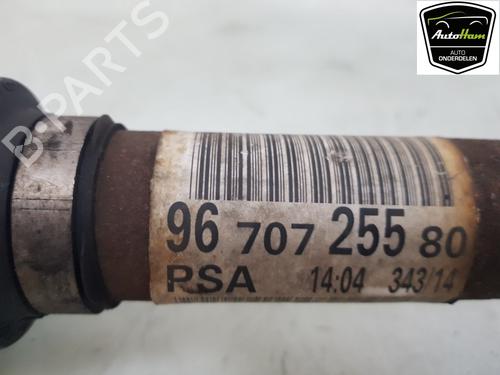 AutoHam
AUTO
ONDERDELEN
B-PARTS
96 707 255 80
PSA 14:04 343/14